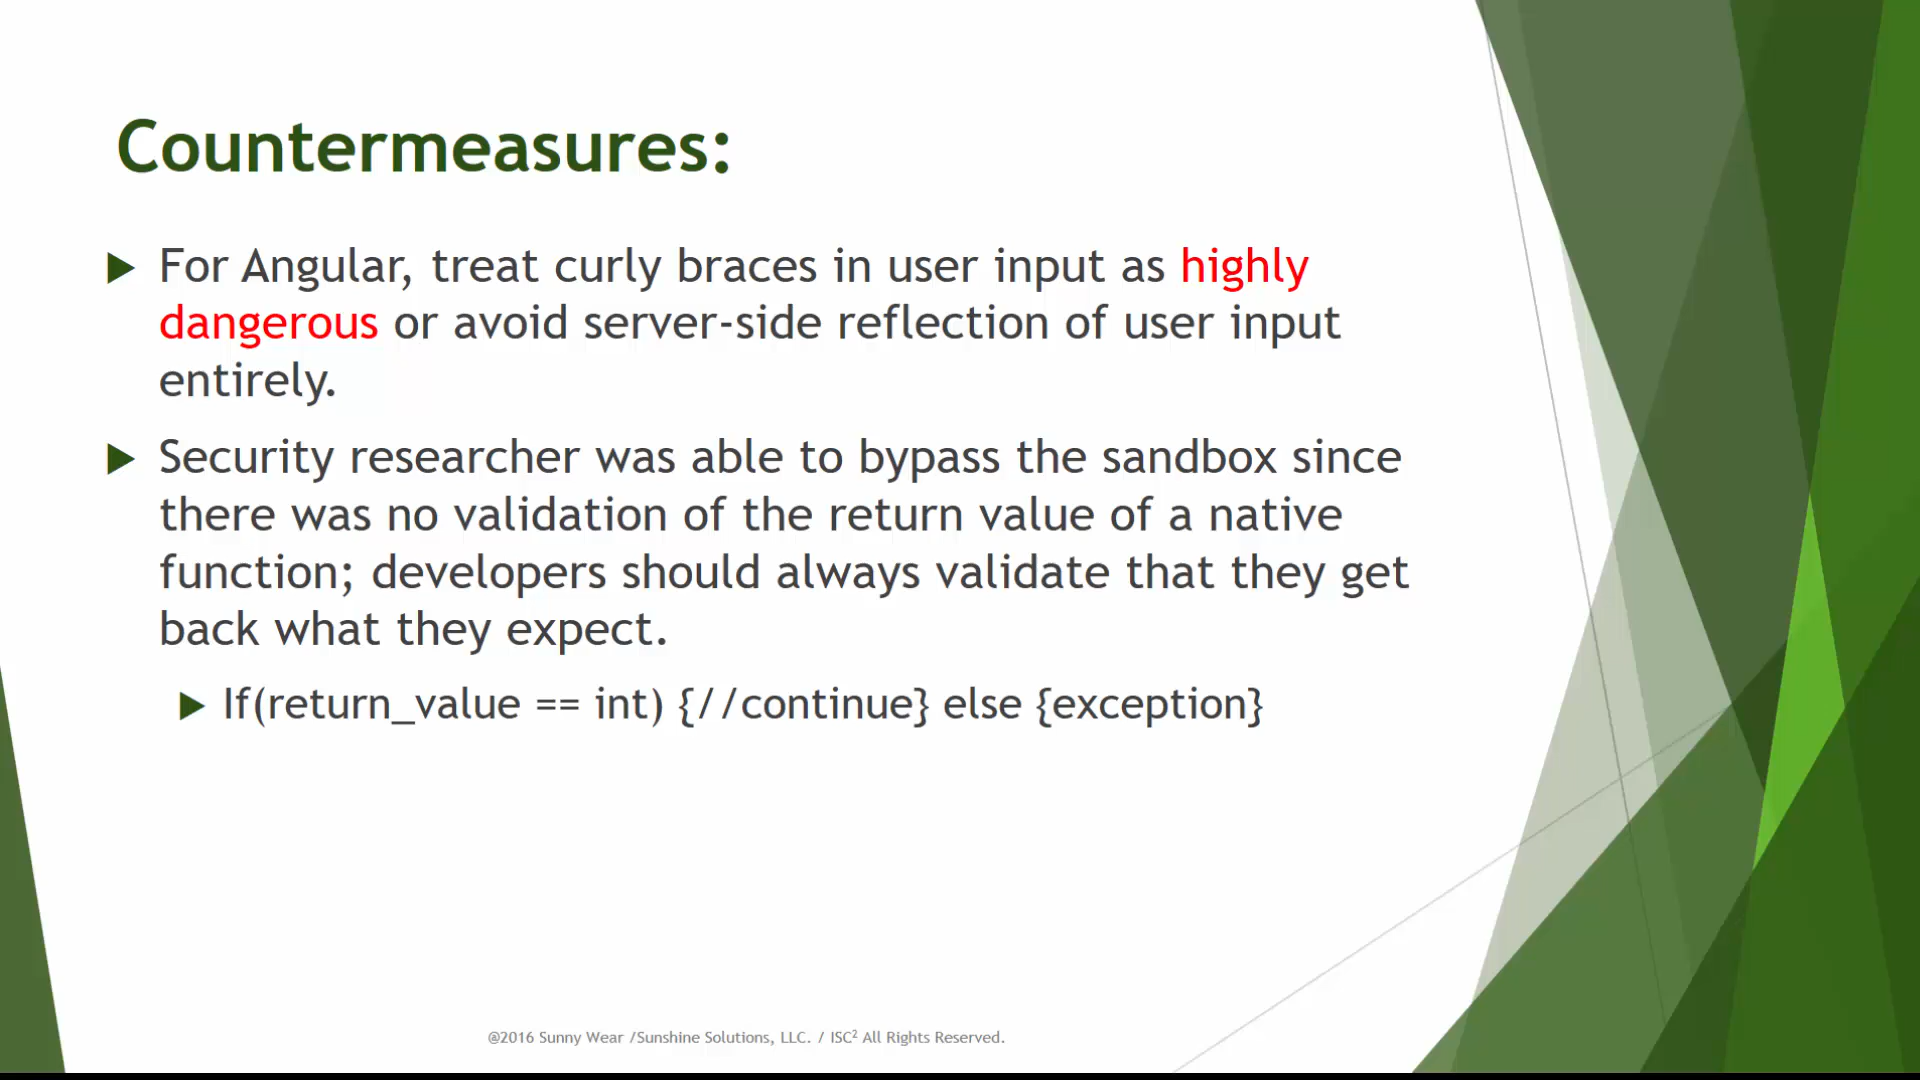 Countermeasures:
For Angular, treat curly braces in user input as highly
dangerous or avoid server-side reflection of user input
entirely.
Security researcher was able to bypass the sandbox since
there was no validation of the return value of a native
function; developers should always validate that they get
back what they expect.
If(return_value == int) {//continue} else {exception}
@2016 Sunny Wear /Sunshine Solutions, LLC. / ISC² All Rights Reserved.